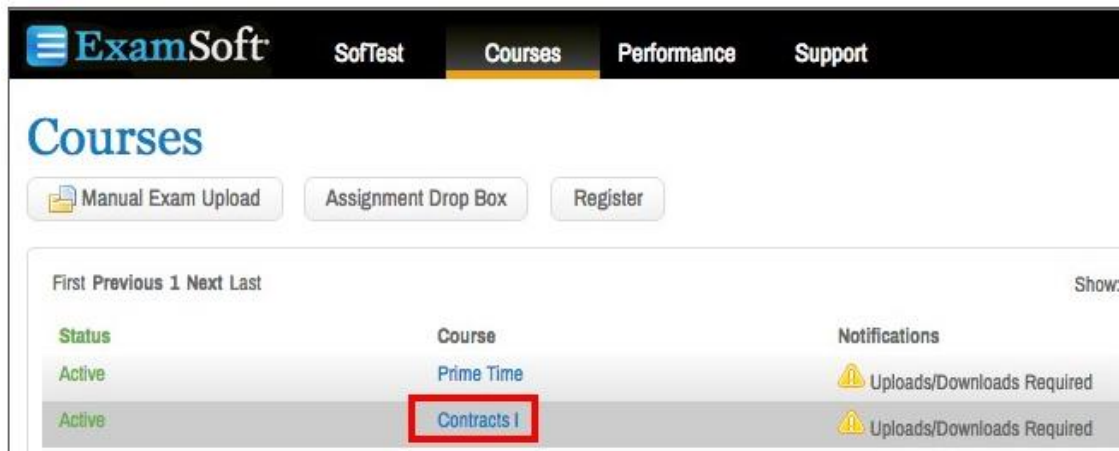 ExamSoft SofTest Courses Performance Support
Courses
Manual Exam Upload Assignment Drop Box Register
First Previous 1 Next Last Show:
Status Course Notifications
Active Prime Time Uploads/Downloads Required
Active Contracts I Uploads/Downloads Required